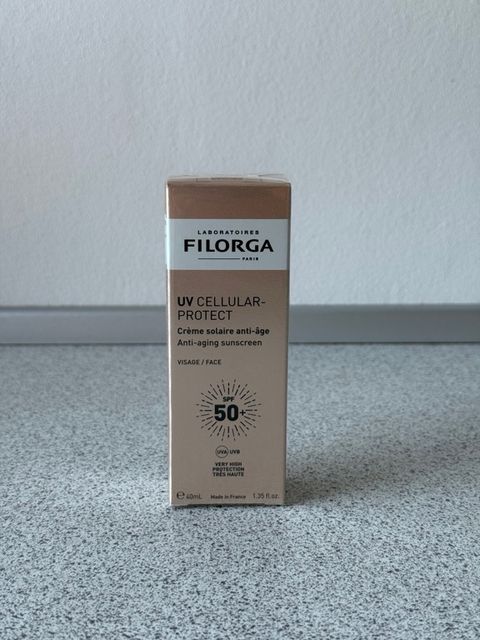 LABORATOIRES
FILORGA
PARIS
UV CELLULAR-
PROTECT
Crème solaire anti-âge
Anti-aging sunscreen
VISAGE / FACE
SPF
50+
UVA UVB
VERY HIGH
PROTECTION
TRÈS HAUTE
℮ 40mL Made in France 1.35 fl.oz.